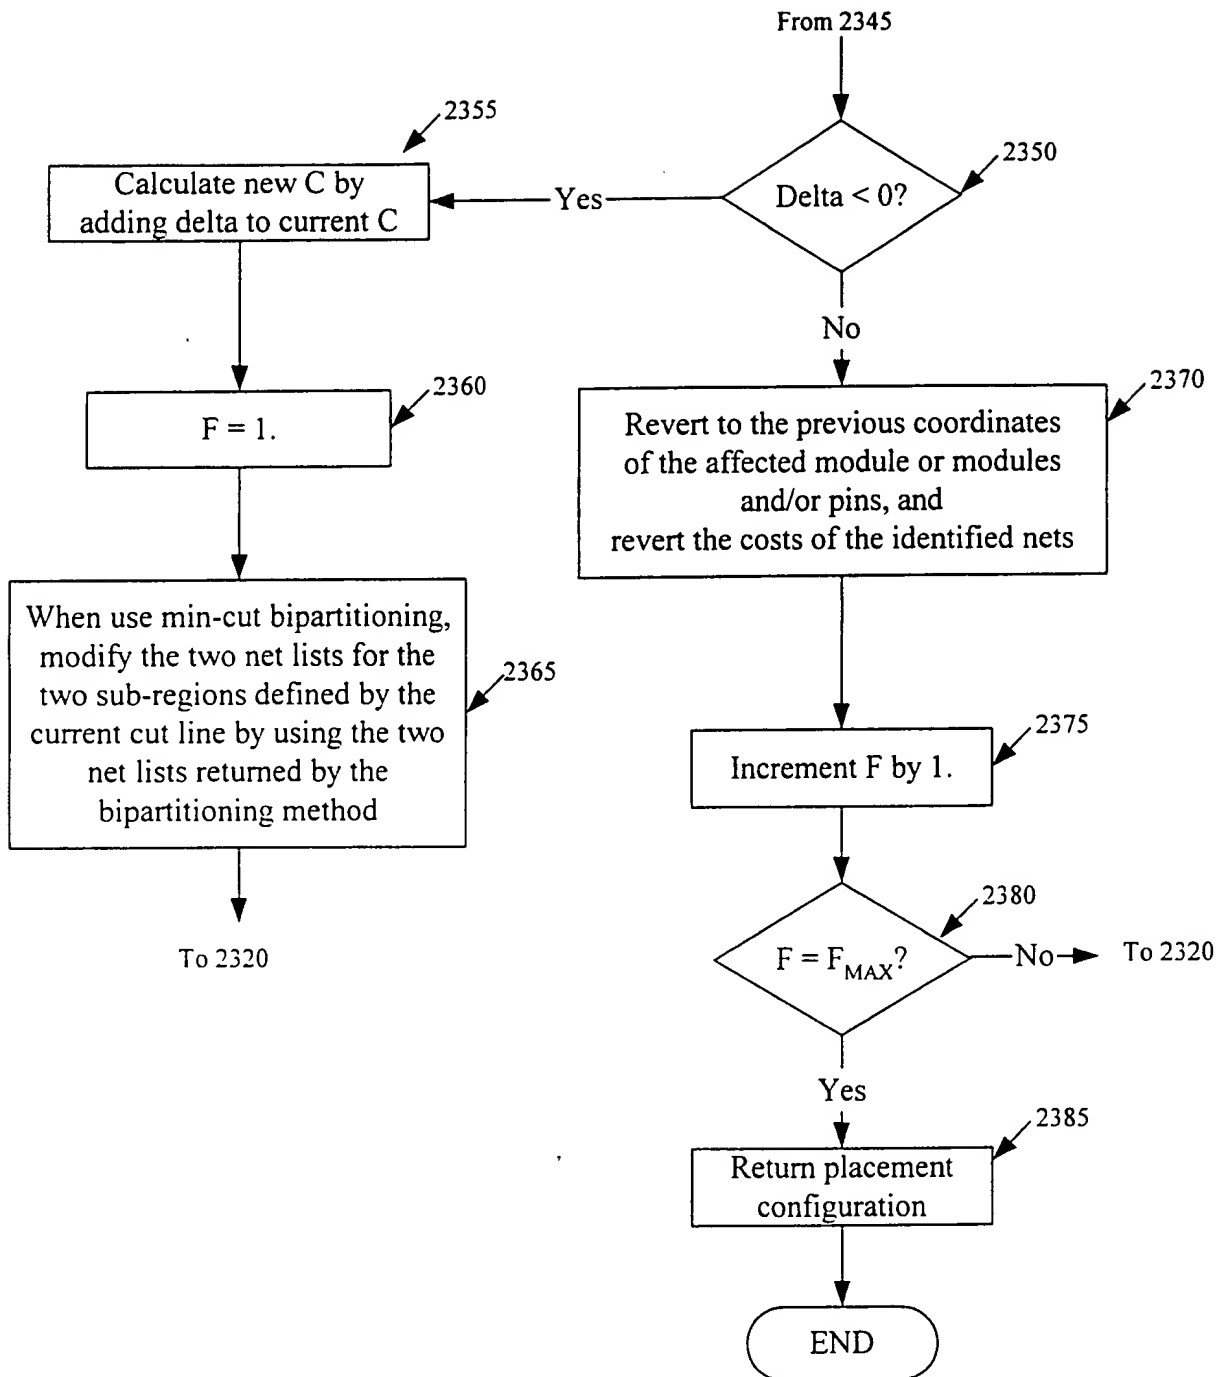 From 2345
2355
2350
Calculate new C by
adding delta to current C
Yes
Delta < 0?
No
2360
F = 1.
2370
Revert to the previous coordinates
of the affected module or modules
and/or pins, and
revert the costs of the identified nets
When use min-cut bipartitioning,
modify the two net lists for the
two sub-regions defined by the
current cut line by using the two
net lists returned by the
bipartitioning method
2365
2375
Increment F by 1.
To 2320
2380
F = FMAX?
No
To 2320
Yes
2385
Return placement
configuration
END